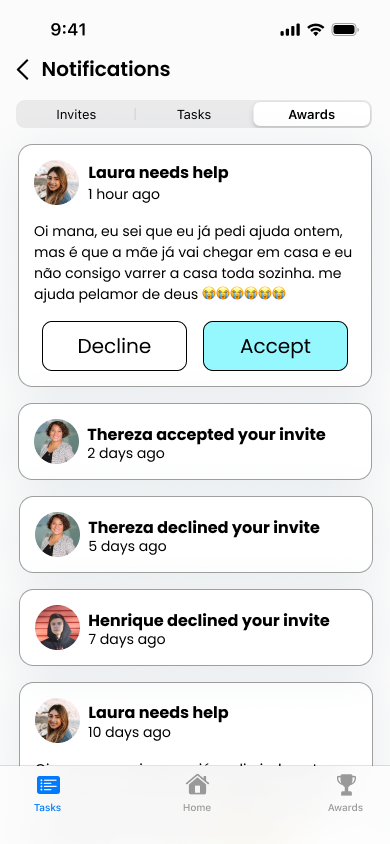 9:41
Notifications
Invites
Tasks
Awards
Laura needs help
1 hour ago
Oi mana, eu sei que eu já pedi ajuda ontem,
mas é que a mãe já vai chegar em casa e eu
não consigo varrer a casa toda sozinha. me
ajuda pelamor de deus 😭😭😭😭😭😭
Decline
Accept
Thereza accepted your invite
2 days ago
Thereza declined your invite
5 days ago
Henrique declined your invite
7 days ago
Laura needs help
10 days ago
Tasks
Home
Awards